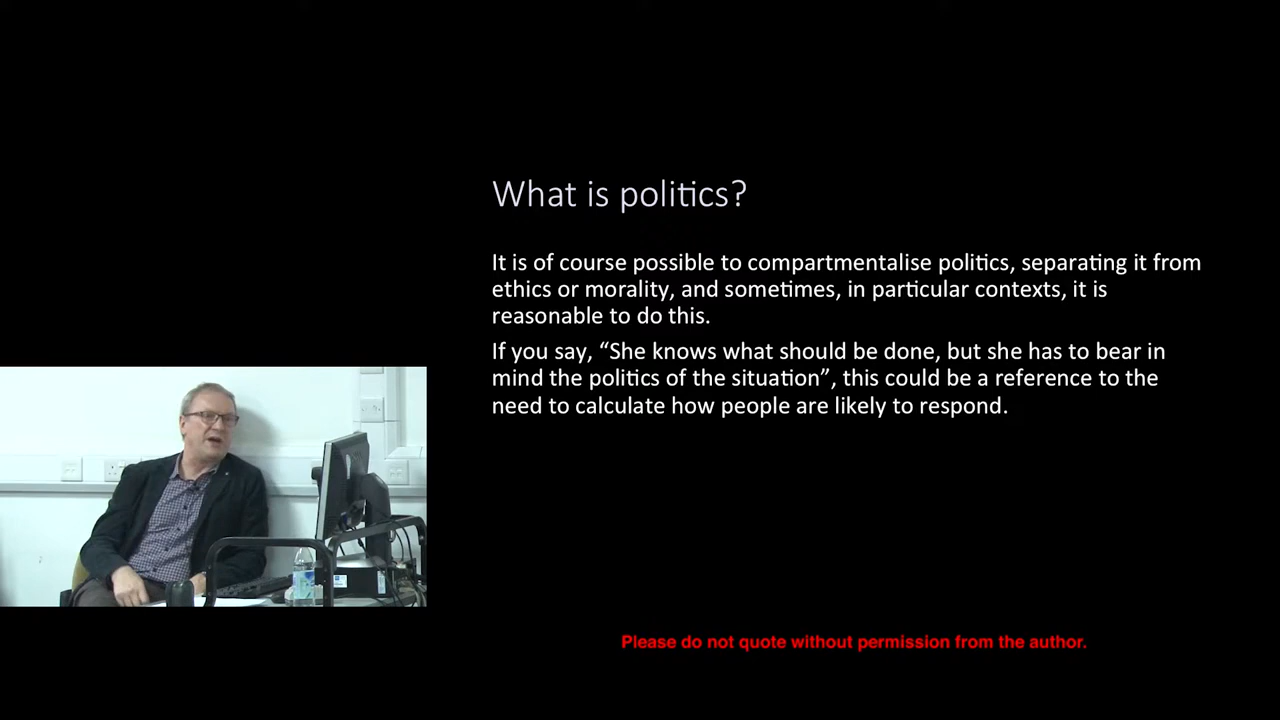 What is politics?
It is of course possible to compartmentalise politics, separating it from
ethics or morality, and sometimes, in particular contexts, it is
reasonable to do this.
If you say, “She knows what should be done, but she has to bear in
mind the politics of the situation”, this could be a reference to the
need to calculate how people are likely to respond.
Please do not quote without permission from the author.